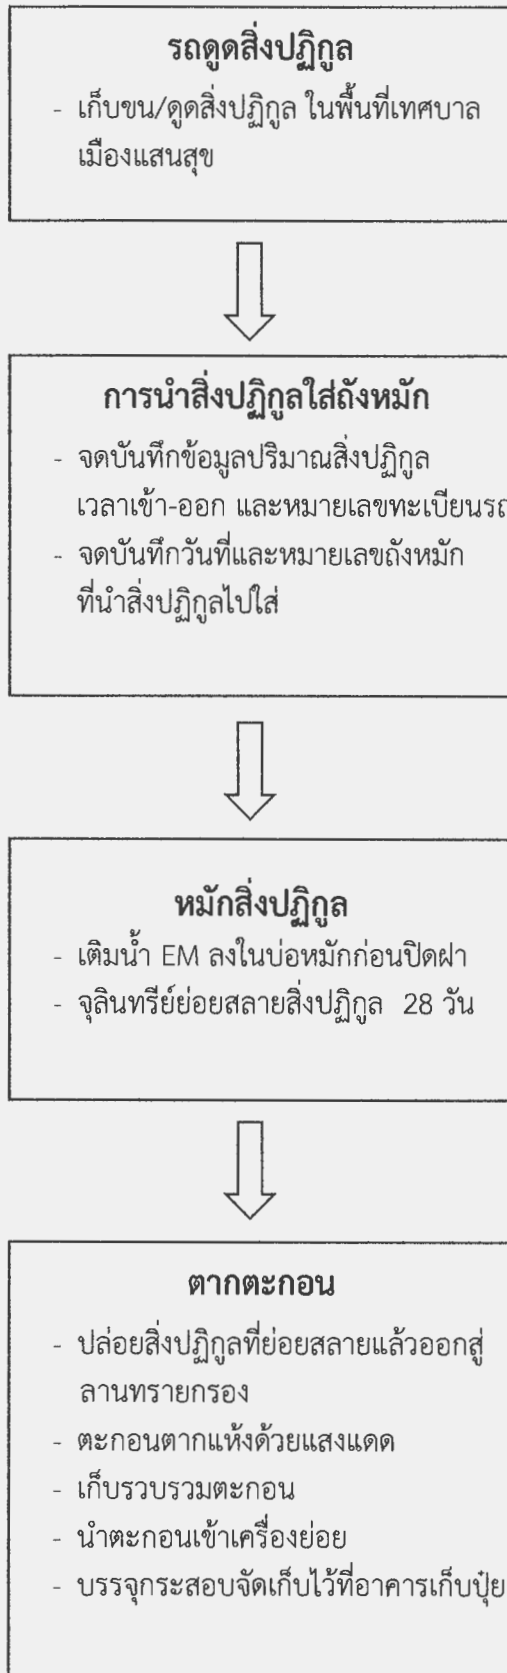 รถดูดสิ่งปฏิกูล
- เก็บขน/ดูดสิ่งปฏิกูล ในพื้นที่เทศบาล
เมืองแสนสุข
การนำสิ่งปฏิกูลใส่ถังหมัก
- จดบันทึกข้อมูลปริมาณสิ่งปฏิกูล
เวลาเข้า-ออก และหมายเลขทะเบียนรถ
- จดบันทึกวันที่และหมายเลขถังหมัก
ที่นำสิ่งปฏิกูลไปใส่
หมักสิ่งปฏิกูล
- เติมน้ำ EM ลงในบ่อหมักก่อนปิดฝา
- จุลินทรีย์ย่อยสลายสิ่งปฏิกูล 28 วัน
ตากตะกอน
- ปล่อยสิ่งปฏิกูลที่ย่อยสลายแล้วออกสู่
ลานทรายกรอง
- ตะกอนตากแห้งด้วยแสงแดด
- เก็บรวบรวมตะกอน
- นำตะกอนเข้าเครื่องย่อย
- บรรจุกระสอบจัดเก็บไว้ที่อาคารเก็บปุ๋ย